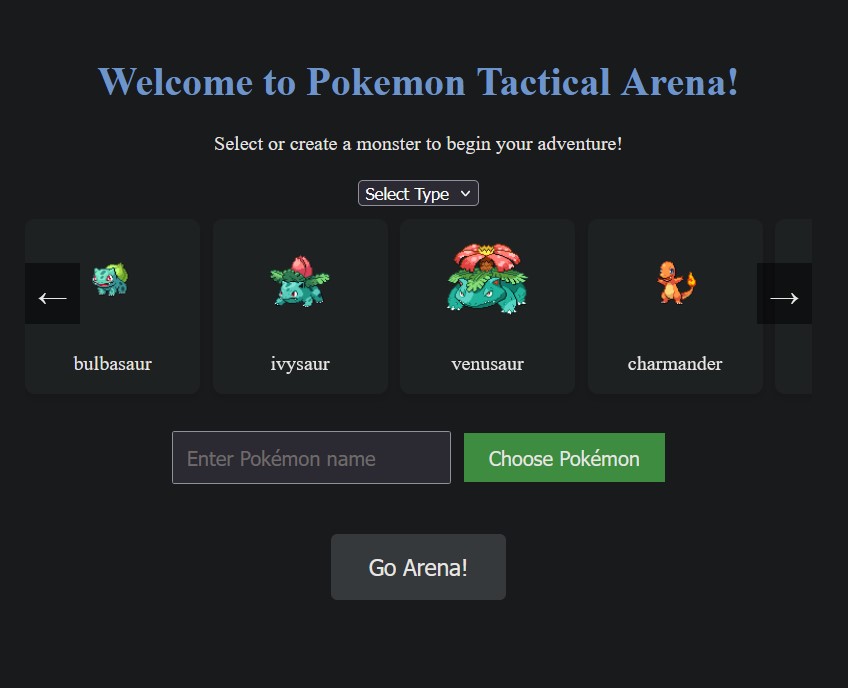 Welcome to Pokemon Tactical Arena!
Select or create a monster to begin your adventure!
Select Type
← →
bulbasaur ivysaur venusaur charmander
Enter Pokémon name Choose Pokémon
Go Arena!